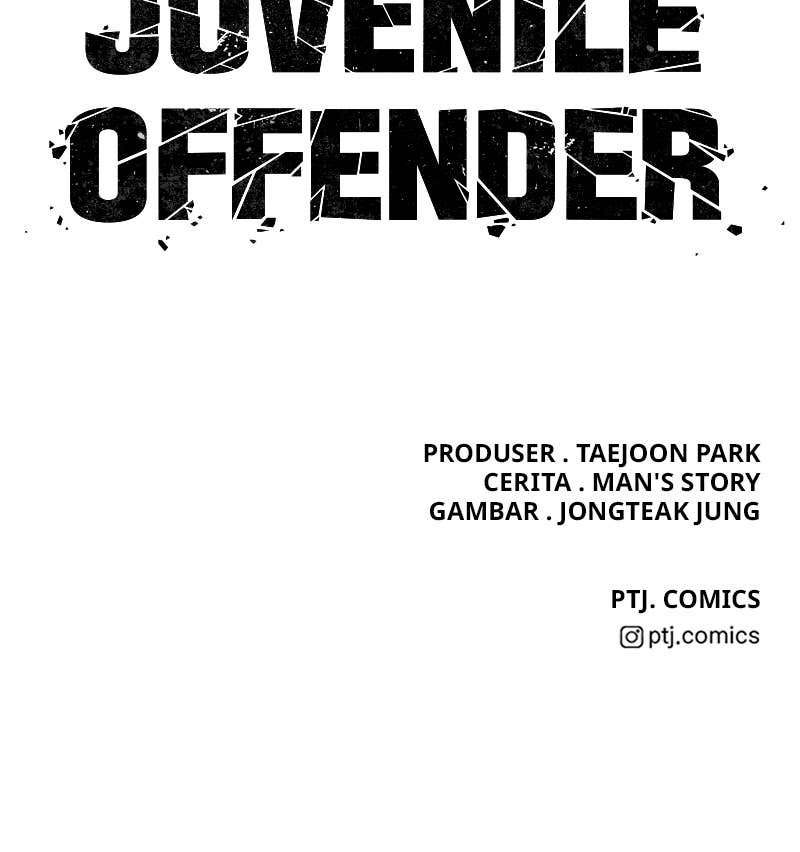 JUVENILE
OFFENDER
PRODUSER . TAEJOON PARK
CERITA . MAN'S STORY
GAMBAR . JONGTEAK JUNG
PTJ. COMICS
ptj.comics